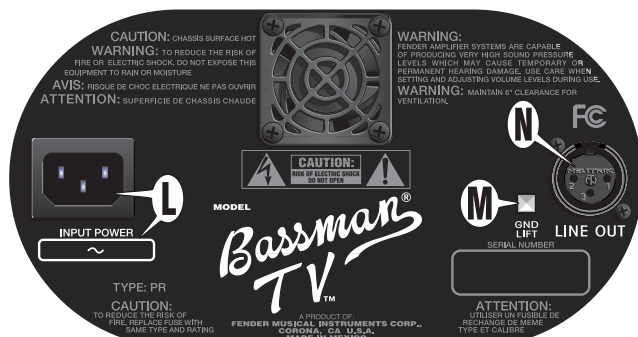 CAUTION: CHASSIS SURFACE HOT
WARNING: TO REDUCE THE RISK OF
FIRE OR ELECTRIC SHOCK, DO NOT EXPOSE THIS
EQUIPMENT TO RAIN OR MOISTURE
AVIS: RISQUE DE CHOC ELECTRIQUE NE PAS OUVRIR
ATTENTION: SUPERFICIE DE CHASSIS CHAUDE
WARNING:
FENDER AMPLIFIER SYSTEMS ARE CAPABLE
OF PRODUCING VERY HIGH SOUND PRESSURE
LEVELS WHICH MAY CAUSE TEMPORARY OR
PERMANENT HEARING DAMAGE. USE CARE WHEN
SETTING AND ADJUSTING VOLUME LEVELS DURING USE.
WARNING: MAINTAIN 6" CLEARANCE FOR
VENTILATION.
FC
N
NEUTRIK
2 1
3
CAUTION:
RISK OF ELECTRIC SHOCK
DO NOT OPEN
L
M
INPUT POWER
~
GND
LIFT
LINE OUT
SERIAL NUMBER
MODEL
Bassman®
TV™
TYPE: PR
CAUTION:
TO REDUCE THE RISK OF
FIRE, REPLACE FUSE WITH
SAME TYPE AND RATING
A PRODUCT OF:
FENDER MUSICAL INSTRUMENTS CORP.,
CORONA, CA U.S.A.
MADE IN MEXICO
ATTENTION:
UTILISER UN FUSIBLE DE
RECHANGE DE MEME
TYPE ET CALIBRE